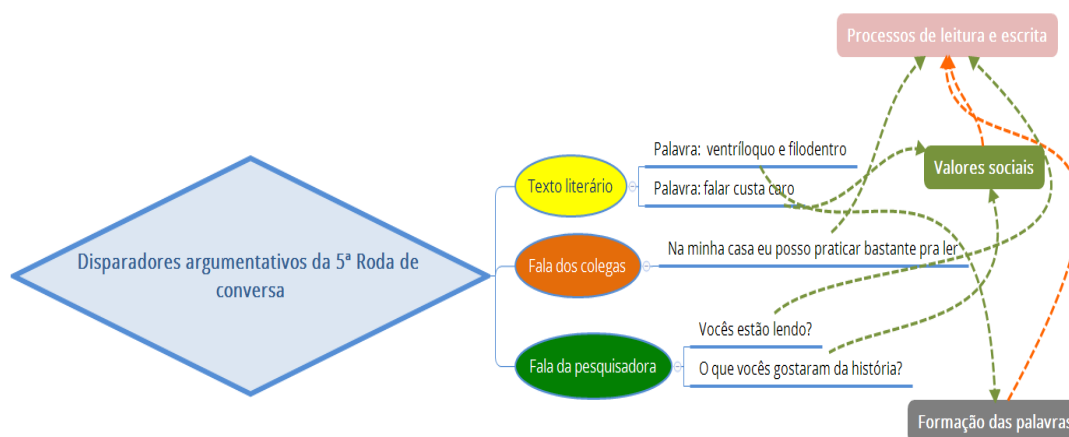 Processos de leitura e escrita
Palavra: ventríloquo e filodentro
Texto literário
Valores sociais
Palavra: falar custa caro
Disparadores argumentativos da 5ª Roda de
conversa
Fala dos colegas
Na minha casa eu posso praticar bastante pra ler
Vocês estão lendo?
Fala da pesquisadora
O que vocês gostaram da história?
Formação das palavras